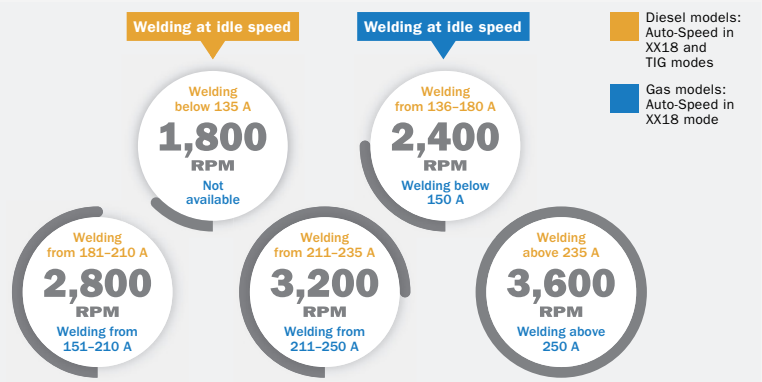 Welding at idle speed
Welding at idle speed
Diesel models:
Auto-Speed in
XX18 and
TIG modes
Gas models:
Auto-Speed in
XX18 mode
Welding
below 135 A
1,800
RPM
Not
available
Welding
from 136–180 A
2,400
RPM
Welding below
150 A
Welding
from 181–210 A
2,800
RPM
Welding from
151–210 A
Welding
from 211–235 A
3,200
RPM
Welding from
211–250 A
Welding
above 235 A
3,600
RPM
Welding above
250 A